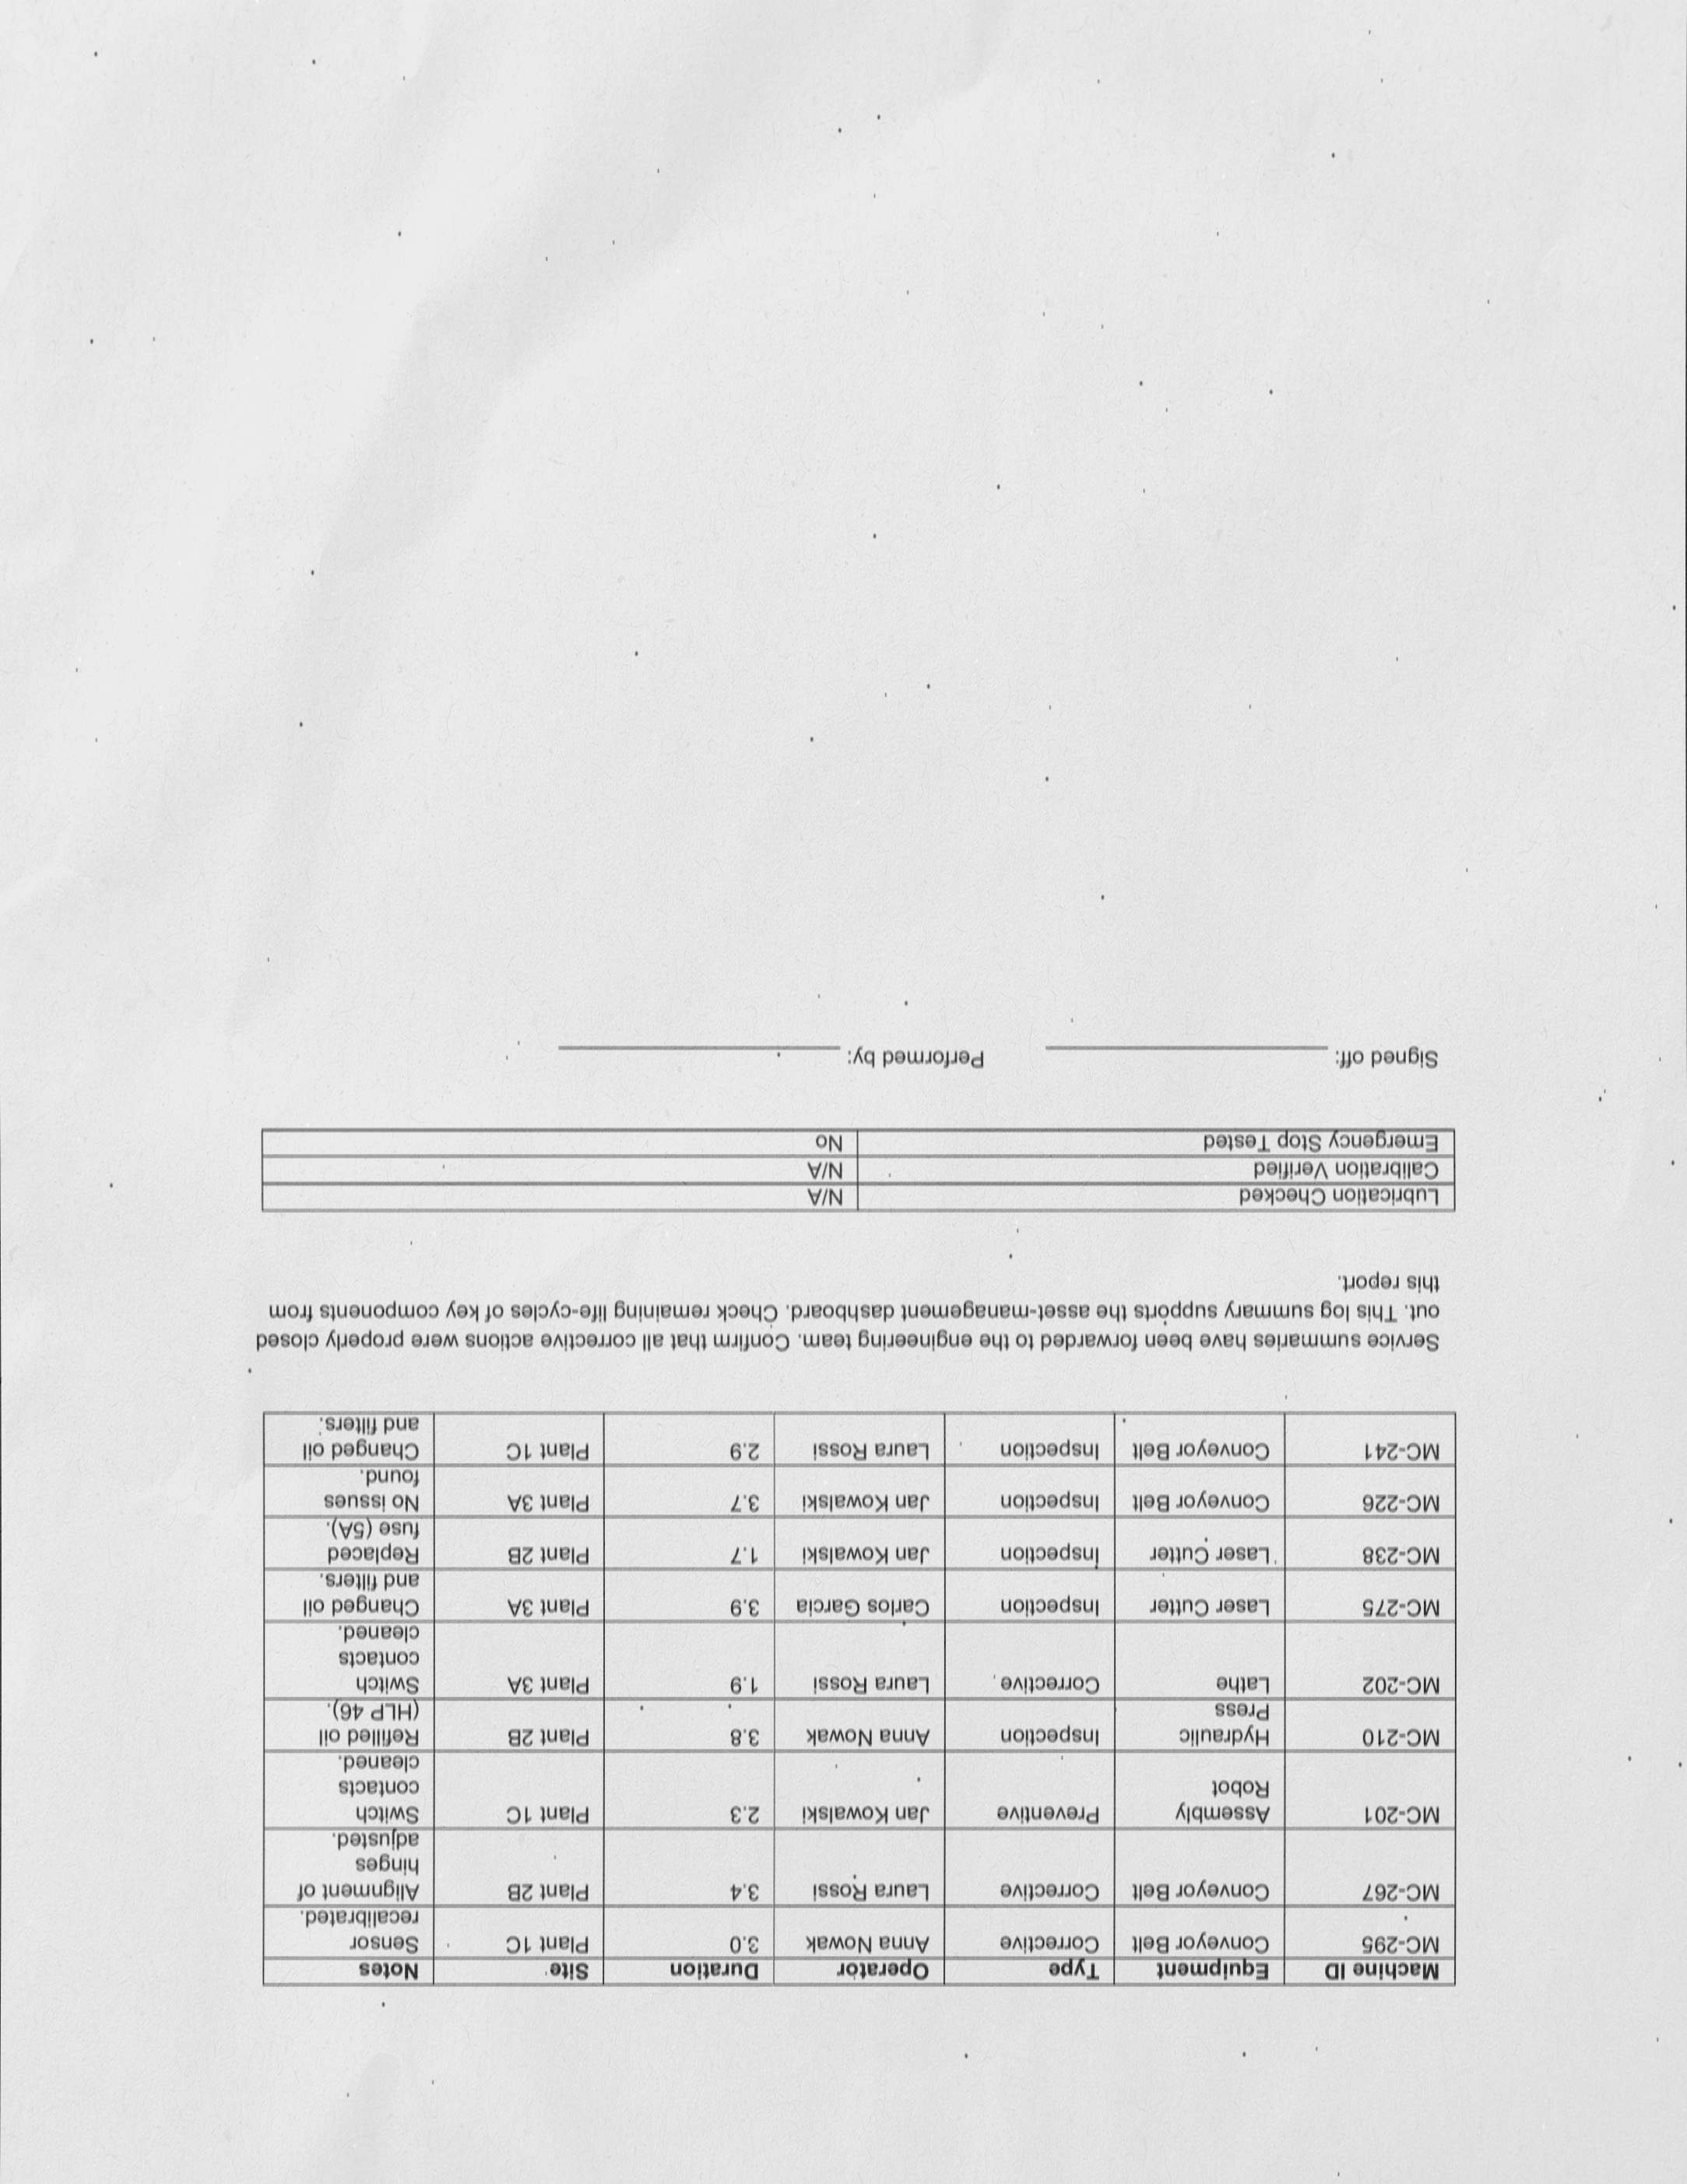 Machine ID Equipment Type Operator Duration Site Notes
MC-295 Conveyor Belt Corrective Anna Nowak 3.0 Plant 1C Sensor
recalibrated.
MC-267 Conveyor Belt Corrective Laura Rossi 3.4 Plant 2B Alignment of
hinges
adjusted.
MC-201 Assembly Preventive Jan Kowalski 2.3 Plant 1C Switch
Robot contacts
cleaned.
MC-210 Hydraulic Inspection Anna Nowak 3.8 Plant 2B Refilled oil
Press (HLP 46).
MC-202 Lathe Corrective Laura Rossi 1.9 Plant 3A Switch
contacts
cleaned.
MC-275 Laser Cutter Inspection Carlos Garcia 3.9 Plant 3A Changed oil
and filters.
MC-238 Laser Cutter Inspection Jan Kowalski 1.7 Plant 2B Replaced
fuse (5A).
MC-226 Conveyor Belt Inspection Jan Kowalski 3.7 Plant 3A No issues
found.
MC-241 Conveyor Belt Inspection Laura Rossi 2.9 Plant 1C Changed oil
and filters.
Service summaries have been forwarded to the engineering team. Confirm that all corrective actions were properly closed
out. This log summary supports the asset-management dashboard. Check remaining life-cycles of key components from
this report.
Lubrication Checked N/A
Calibration Verified N/A
Emergency Stop Tested No
Signed off: Performed by: